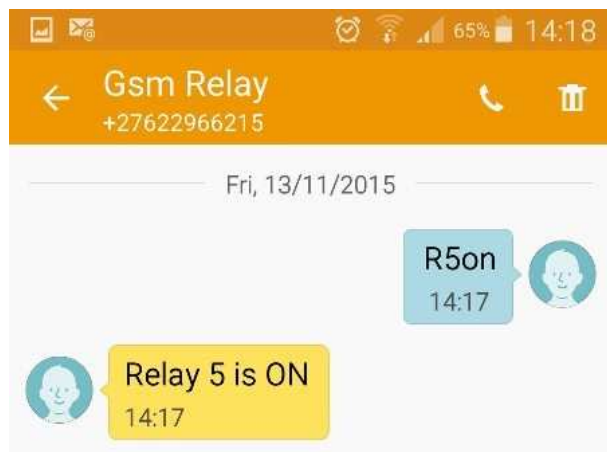 65% 14:18
Gsm Relay
+27622966215
Fri, 13/11/2015
R5on
14:17
Relay 5 is ON
14:17